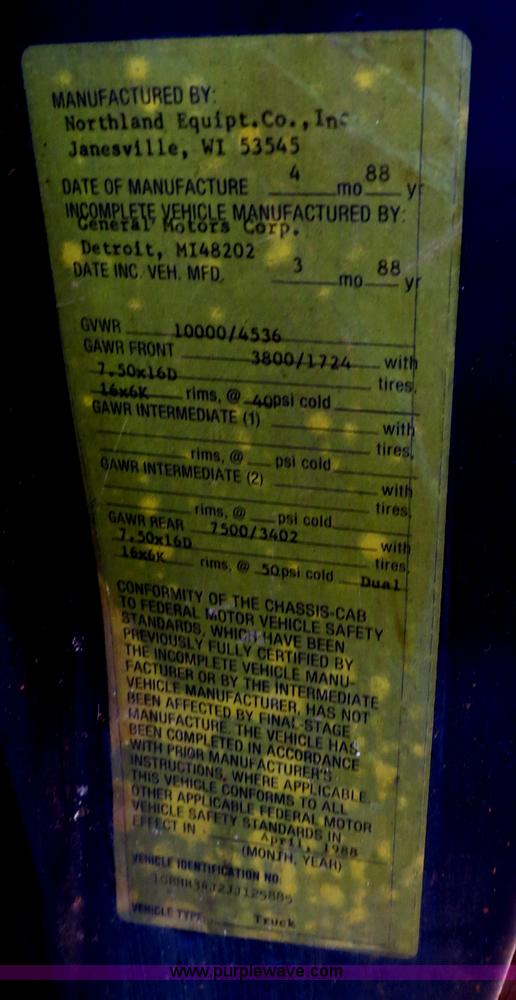 MANUFACTURED BY:
Northland Equipt.Co., Inc
Janesville, WI 53545
DATE OF MANUFACTURE 4 mo 88 yr
INCOMPLETE VEHICLE MANUFACTURED BY:
General Motors Corp.
Detroit, MI48202
DATE INC. VEH. MFD. 3 mo 88 yr
GVWR 10000/4536
GAWR FRONT 3800/1724 with
7.50x16D tires,
16x6K rims, @ 40psi cold
GAWR INTERMEDIATE (1) with
tires,
rims, @ psi cold
GAWR INTERMEDIATE (2) with
tires,
rims, @ psi cold
GAWR REAR 7500/3402 with
7.50x16D tires,
16x6K rims, @ 50psi cold Dual
CONFORMITY OF THE CHASSIS-CAB
TO FEDERAL MOTOR VEHICLE SAFETY
STANDARDS, WHICH HAVE BEEN
PREVIOUSLY FULLY CERTIFIED BY
THE INCOMPLETE VEHICLE MANU-
FACTURER OR BY THE INTERMEDIATE
VEHICLE MANUFACTURER, HAS NOT
BEEN AFFECTED BY FINAL-STAGE
MANUFACTURE. THE VEHICLE HAS
BEEN COMPLETED IN ACCORDANCE
WITH PRIOR MANUFACTURER'S
INSTRUCTIONS, WHERE APPLICABLE.
THIS VEHICLE CONFORMS TO ALL
OTHER APPLICABLE FEDERAL MOTOR
VEHICLE SAFETY STANDARDS IN
EFFECT IN April, 1988
(MONTH, YEAR)
VEHICLE IDENTIFICATION NO.
VEHICLE TYPE Truck
www.purplewave.com